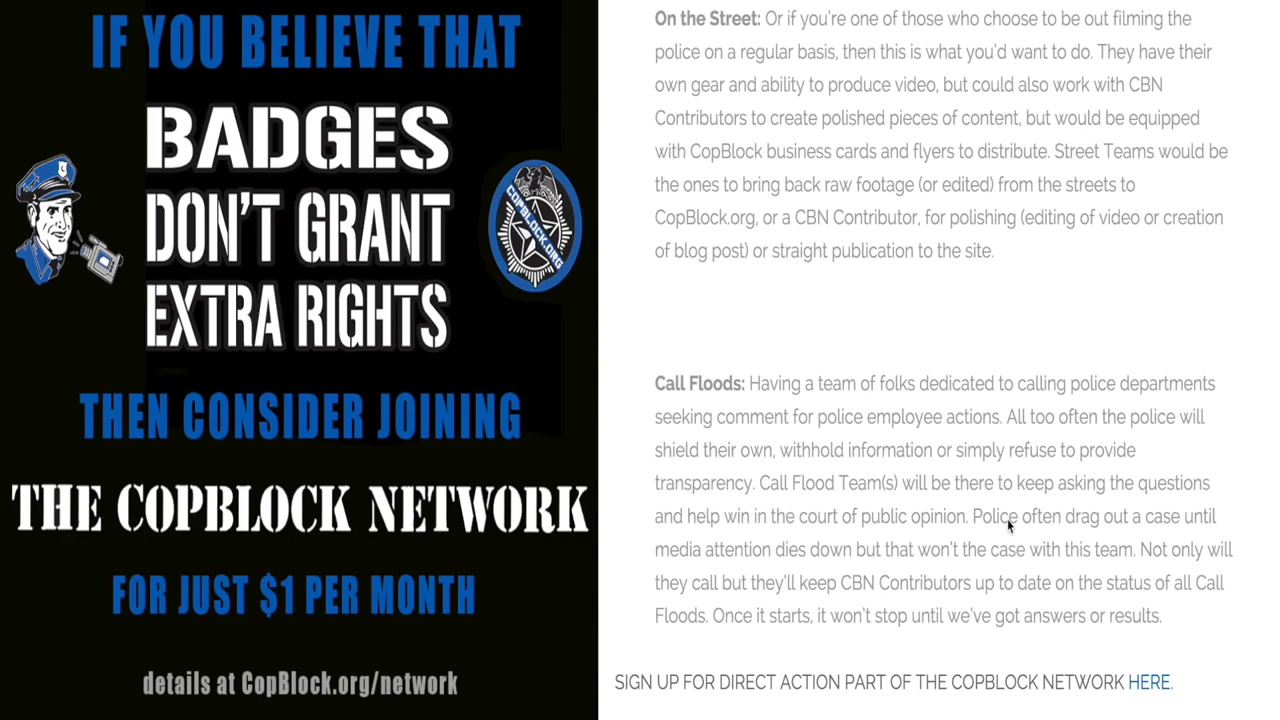 IF YOU BELIEVE THAT
BADGES
DON'T GRANT
EXTRA RIGHTS
COPBLOCK.ORG
THEN CONSIDER JOINING
THE COPBLOCK NETWORK
FOR JUST $1 PER MONTH
details at CopBlock.org/network
On the Street: Or if you're one of those who choose to be out filming the
police on a regular basis, then this is what you'd want to do. They have their
own gear and ability to produce video, but could also work with CBN
Contributors to create polished pieces of content, but would be equipped
with CopBlock business cards and flyers to distribute. Street Teams would be
the ones to bring back raw footage (or edited) from the streets to
CopBlock.org, or a CBN Contributor, for polishing (editing of video or creation
of blog post) or straight publication to the site.
Call Floods: Having a team of folks dedicated to calling police departments
seeking comment for police employee actions. All too often the police will
shield their own, withhold information or simply refuse to provide
transparency. Call Flood Team(s) will be there to keep asking the questions
and help win in the court of public opinion. Police often drag out a case until
media attention dies down but that won't the case with this team. Not only will
they call but they'll keep CBN Contributors up to date on the status of all Call
Floods. Once it starts, it won't stop until we've got answers or results.
SIGN UP FOR DIRECT ACTION PART OF THE COPBLOCK NETWORK HERE.